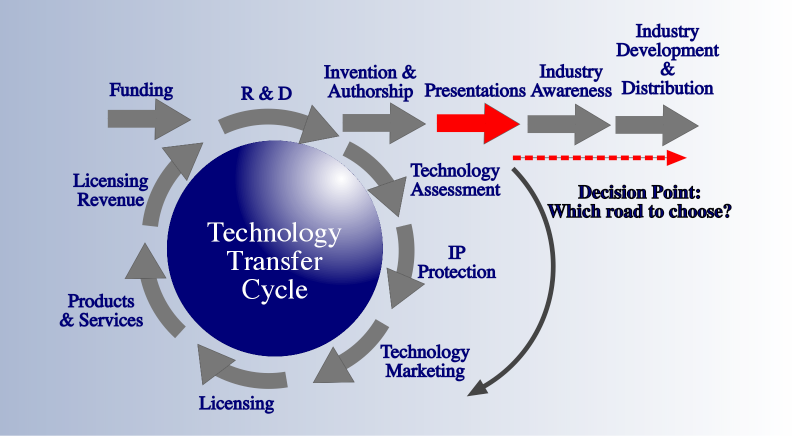 Funding
R & D
Invention &
Authorship
Presentations
Industry
Awareness
Industry
Development
&
Distribution
Technology
Assessment
Decision Point:
Which road to choose?
IP
Protection
Technology
Marketing
Licensing
Products
& Services
Licensing
Revenue
Technology
Transfer
Cycle